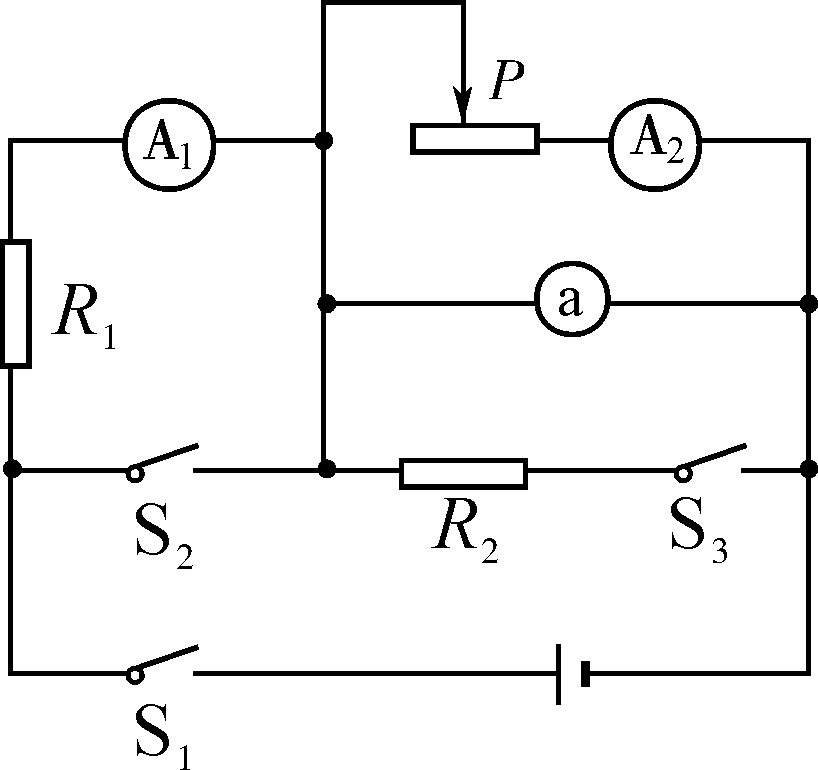 P
A₁
A₂
a
R₁
S₂
R₂
S₃
S₁